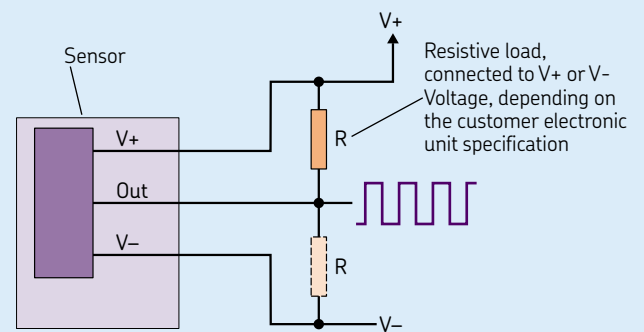 V+
Sensor
Resistive load,
connected to V+ or V-
Voltage, depending on
the customer electronic
unit specification
V+
R
Out
V–
R
V–